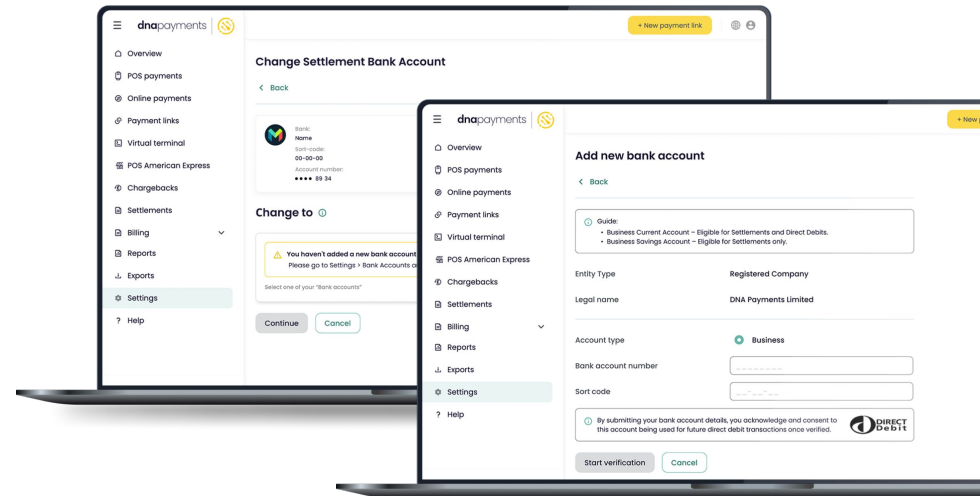 dnapayments
+ New payment link
Overview
POS payments
Online payments
Payment links
Virtual terminal
POS American Express
Chargebacks
Settlements
Billing
Reports
Exports
Settings
? Help
Change Settlement Bank Account
< Back
Bank:
Name
Sort-code:
00-00-00
Account number:
●●●● 89 34
Change to
You haven't added a new bank account
Please go to Settings > Bank Accounts
Select one of your "Bank accounts"
Continue
Cancel
dnapayments
+ New
Overview
POS payments
Online payments
Payment links
Virtual terminal
POS American Express
Chargebacks
Settlements
Billing
Reports
Exports
Settings
? Help
Add new bank account
< Back
Guide:
• Business Current Account – Eligible for Settlements and Direct Debits.
• Business Savings Account – Eligible for Settlements only.
Entity Type Registered Company
Legal name DNA Payments Limited
Account type Business
Bank account number ________
Sort code __-__-__
By submitting your bank account details, you acknowledge and consent to
this account being used for future direct debit transactions once verified.
DIRECT
Debit
Start verification
Cancel